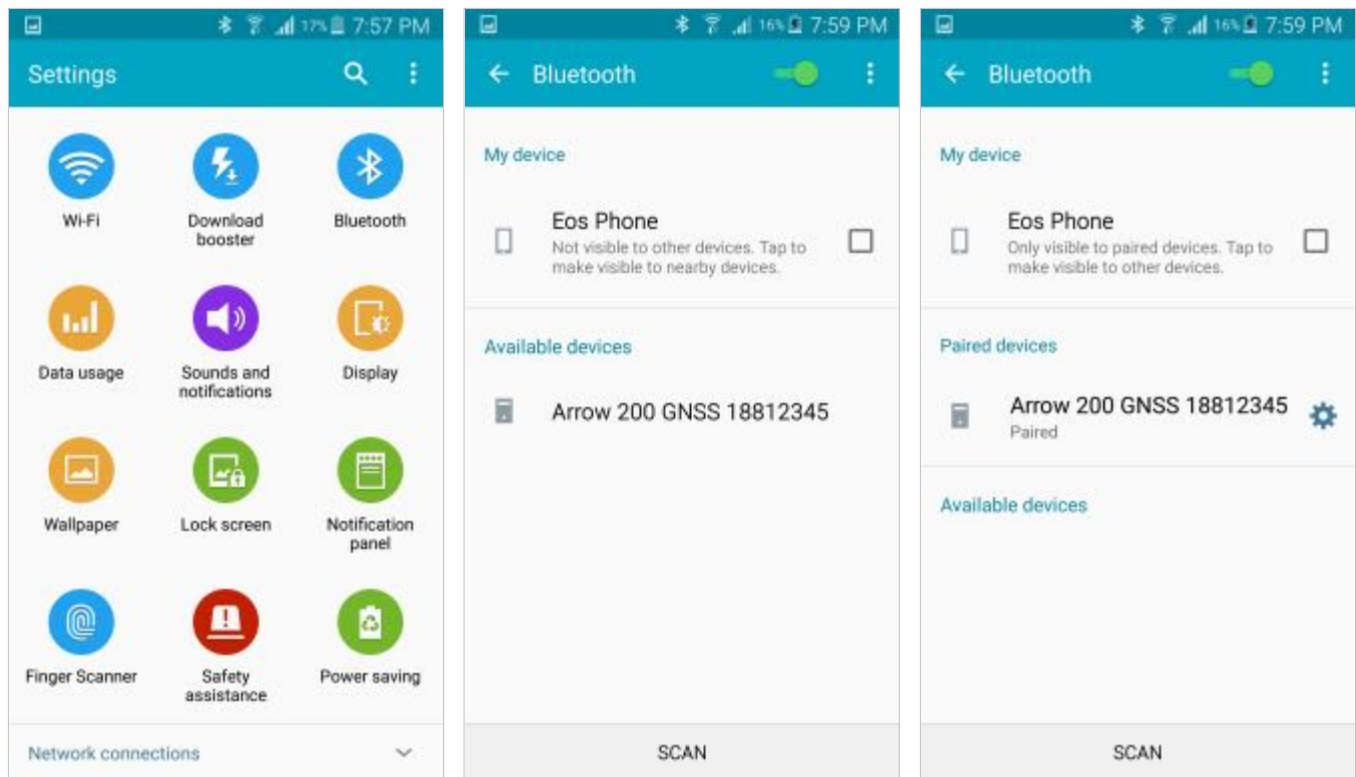 17% 7:57 PM
Settings
Wi-Fi
Download
booster
Bluetooth
Data usage
Sounds and
notifications
Display
Wallpaper
Lock screen
Notification
panel
Finger Scanner
Safety
assistance
Power saving
Network connections
16% 7:59 PM
Bluetooth
My device
Eos Phone
Not visible to other devices. Tap to
make visible to nearby devices.
Available devices
Arrow 200 GNSS 18812345
SCAN
16% 7:59 PM
Bluetooth
My device
Eos Phone
Only visible to paired devices. Tap to
make visible to other devices.
Paired devices
Arrow 200 GNSS 18812345
Paired
Available devices
SCAN